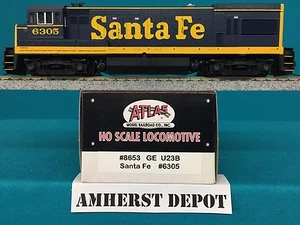 6305
Santa Fe
ATLAS
MODEL RAILROAD CO., INC.
HO SCALE LOCOMOTIVE
#8653 GE U23B
Santa Fe #6305
AMHERST DEPOT